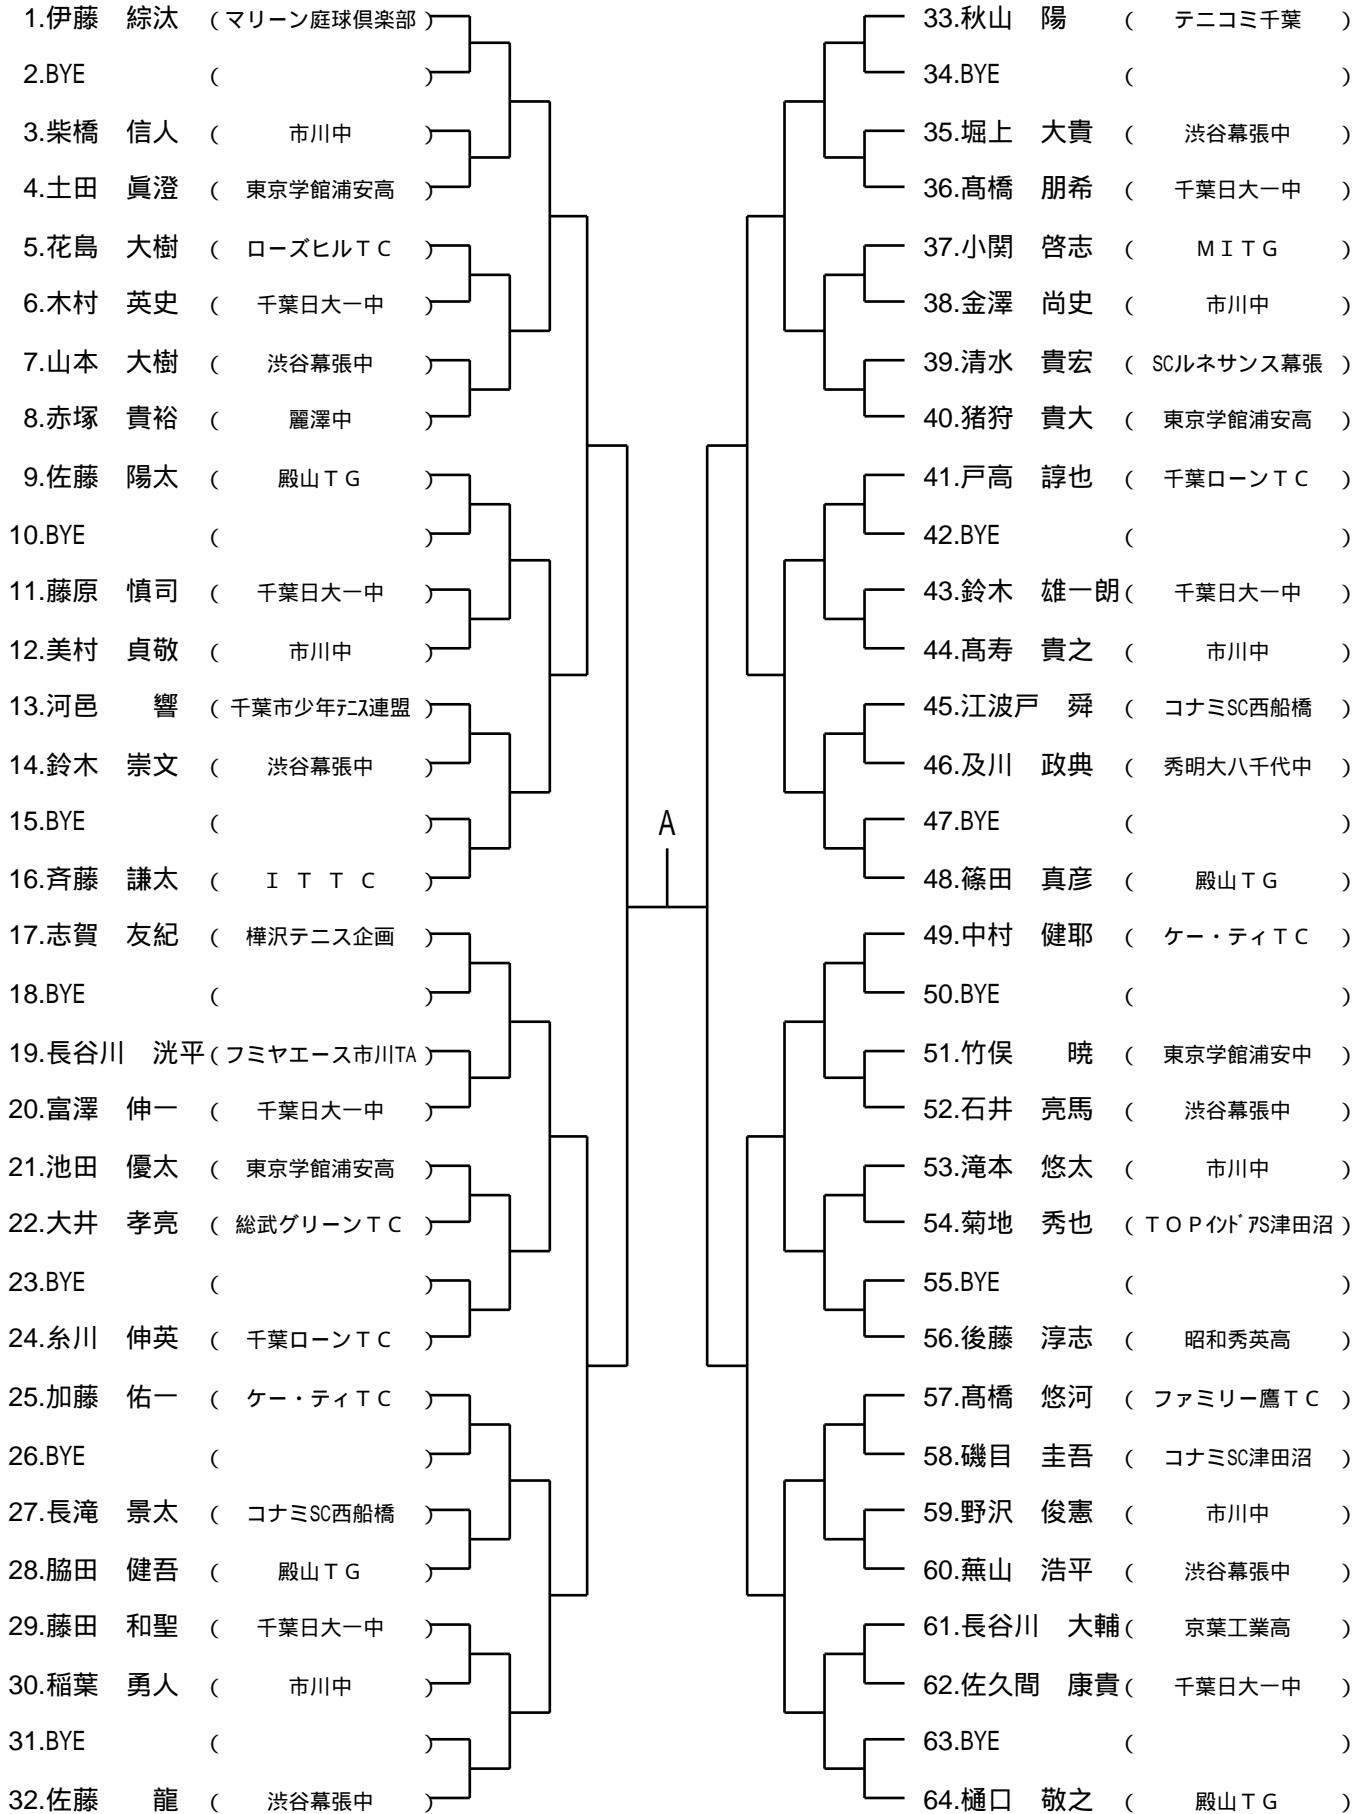 1.伊藤　綜汰　(マリーン庭球倶楽部)
2.BYE　(　)
3.柴橋　信人　(　市川中　)
4.土田　眞澄　(　東京学館浦安高　)
5.花島　大樹　(　ローズヒルＴＣ　)
6.木村　英史　(　千葉日大一中　)
7.山本　大樹　(　渋谷幕張中　)
8.赤塚　貴裕　(　麗澤中　)
9.佐藤　陽太　(　殿山ＴＧ　)
10.BYE　(　)
11.藤原　慎司　(　千葉日大一中　)
12.美村　貞敬　(　市川中　)
13.河邑　響　(千葉市少年ﾃﾆｽ連盟)
14.鈴木　崇文　(　渋谷幕張中　)
15.BYE　(　)
16.斉藤　謙太　(　ＩＴＴＣ　)
17.志賀　友紀　(　樺沢テニス企画　)
18.BYE　(　)
19.長谷川　洸平(フミヤエース市川TA)
20.富澤　伸一　(　千葉日大一中　)
21.池田　優太　(　東京学館浦安高　)
22.大井　孝亮　(　総武グリーンＴＣ　)
23.BYE　(　)
24.糸川　伸英　(　千葉ローンＴＣ　)
25.加藤　佑一　(　ケー・ティＴＣ　)
26.BYE　(　)
27.長滝　景太　(　コナミSC西船橋　)
28.脇田　健吾　(　殿山ＴＧ　)
29.藤田　和聖　(　千葉日大一中　)
30.稲葉　勇人　(　市川中　)
31.BYE　(　)
32.佐藤　龍　(　渋谷幕張中　)
A
33.秋山　陽　(　テニコミ千葉　)
34.BYE　(　)
35.堀上　大貴　(　渋谷幕張中　)
36.髙橋　朋希　(　千葉日大一中　)
37.小関　啓志　(　ＭＩＴＧ　)
38.金澤　尚史　(　市川中　)
39.清水　貴宏　(　SCルネサンス幕張　)
40.猪狩　貴大　(　東京学館浦安高　)
41.戸高　諄也　(　千葉ローンＴＣ　)
42.BYE　(　)
43.鈴木　雄一朗(　千葉日大一中　)
44.髙寿　貴之　(　市川中　)
45.江波戸　舜　(　コナミSC西船橋　)
46.及川　政典　(　秀明大八千代中　)
47.BYE　(　)
48.篠田　真彦　(　殿山ＴＧ　)
49.中村　健耶　(　ケー・ティＴＣ　)
50.BYE　(　)
51.竹俣　暁　(　東京学館浦安中　)
52.石井　亮馬　(　渋谷幕張中　)
53.滝本　悠太　(　市川中　)
54.菊地　秀也　(ＴＯＰｲﾝﾄﾞｱS津田沼)
55.BYE　(　)
56.後藤　淳志　(　昭和秀英高　)
57.髙橋　悠河　(　ファミリー鷹ＴＣ　)
58.磯目　圭吾　(　コナミSC津田沼　)
59.野沢　俊憲　(　市川中　)
60.蕪山　浩平　(　渋谷幕張中　)
61.長谷川　大輔(　京葉工業高　)
62.佐久間　康貴(　千葉日大一中　)
63.BYE　(　)
64.樋口　敬之　(　殿山ＴＧ　)